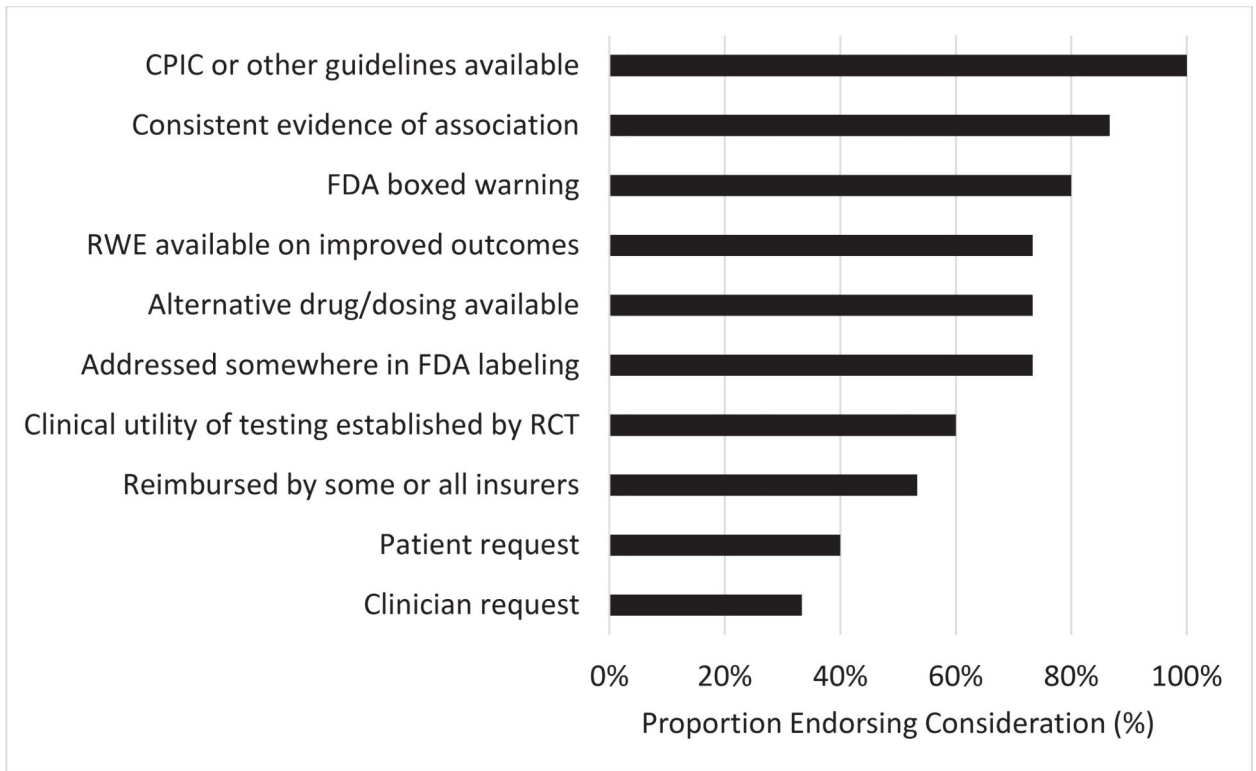 CPIC or other guidelines available
Consistent evidence of association
FDA boxed warning
RWE available on improved outcomes
Alternative drug/dosing available
Addressed somewhere in FDA labeling
Clinical utility of testing established by RCT
Reimbursed by some or all insurers
Patient request
Clinician request
0% 20% 40% 60% 80% 100%
Proportion Endorsing Consideration (%)